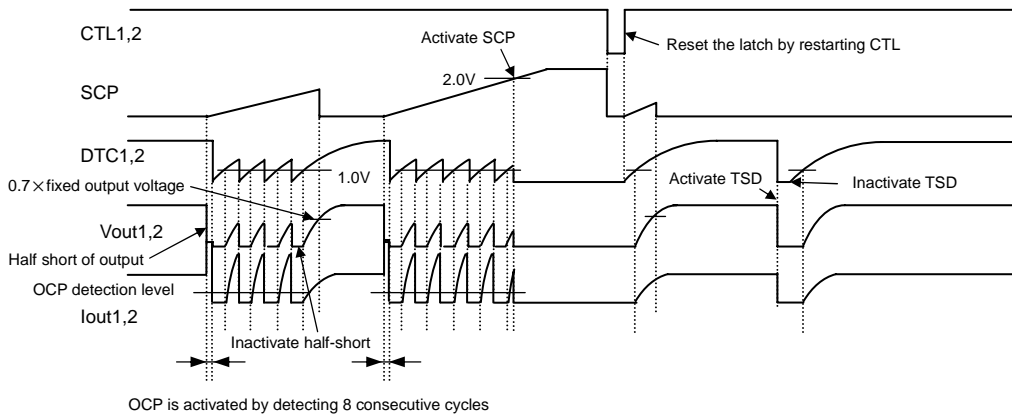 CTL1,2
Activate SCP
Reset the latch by restarting CTL
2.0V
SCP
DTC1,2
1.0V
0.7×fixed output voltage
Activate TSD
Inactivate TSD
Vout1,2
Half short of output
OCP detection level
Iout1,2
Inactivate half-short
OCP is activated by detecting 8 consecutive cycles